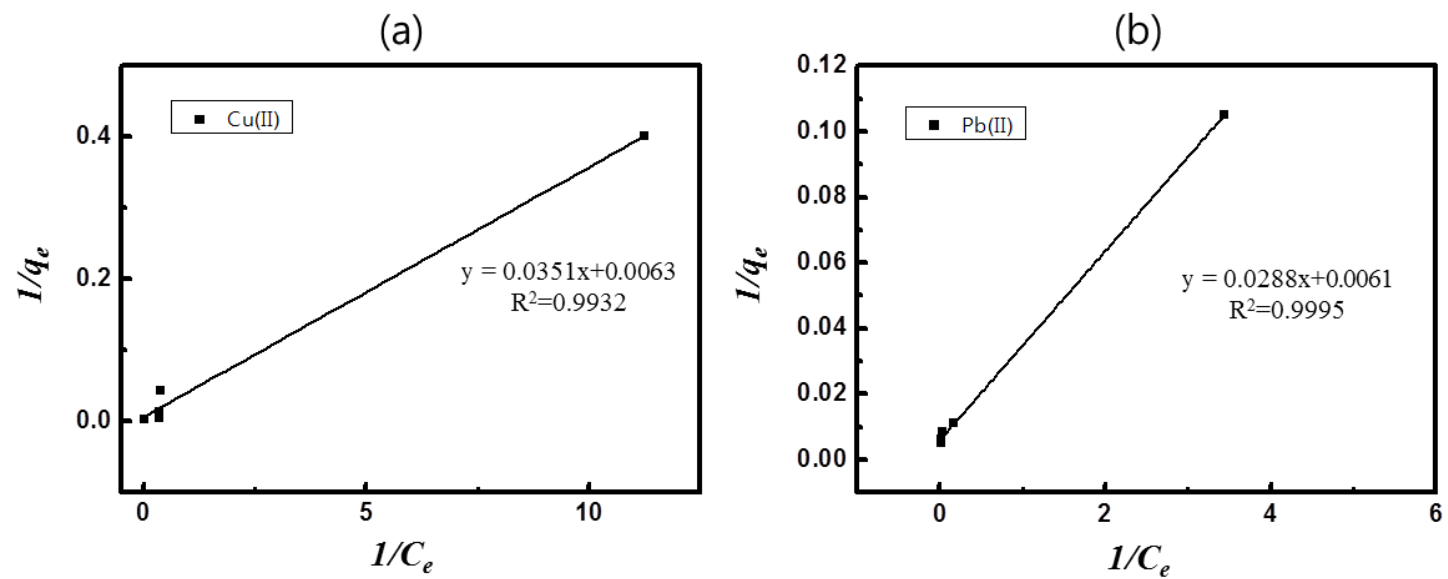 (a)
Cu(II)
0.4
0.2
0.0
1/qₑ
y = 0.0351x+0.0063
R²=0.9932
0 5 10
1/Cₑ
(b)
Pb(II)
0.12
0.10
0.08
0.06
0.04
0.02
0.00
1/qₑ
y = 0.0288x+0.0061
R²=0.9995
0 2 4 6
1/Cₑ